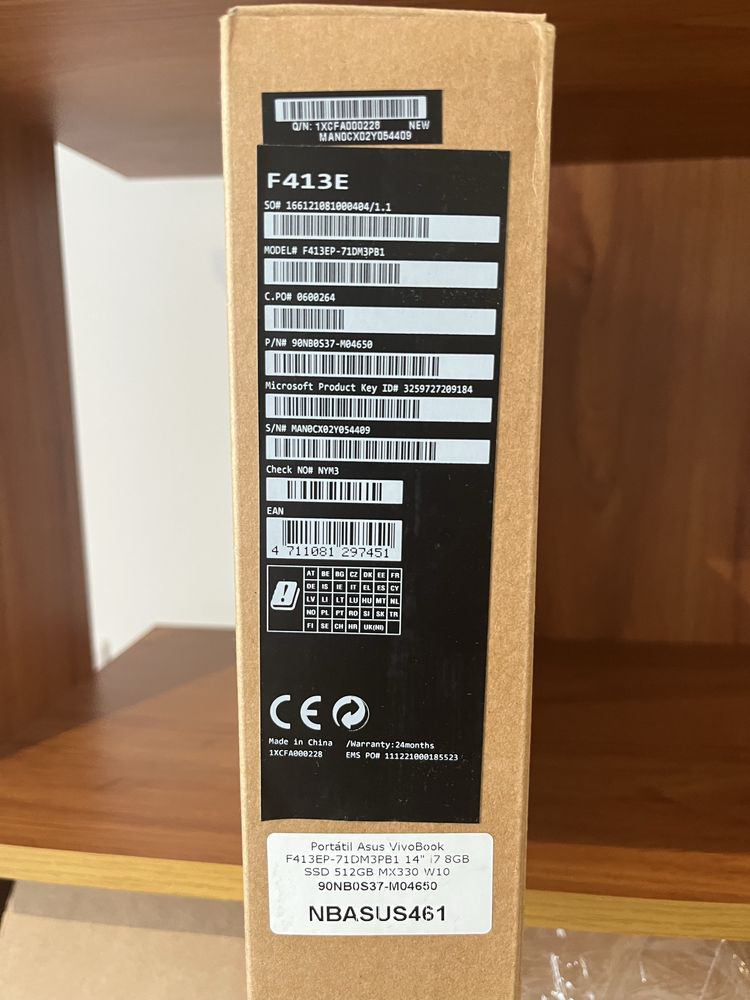 Q/N: 1XCFA000228 NEW
MAN0CX02Y054409
F413E
SO# 166121081000404/1.1
MODEL# F413EP-71DM3PB1
C.PO# 0600264
P/N# 90NB0S37-M04650
Microsoft Product Key ID# 3259727209184
S/N# MAN0CX02Y054409
Check NO# NYM3
EAN
4 711081 297451
AT BE BG CZ DK EE FR
DE IS IE IT EL ES CY
LV LI LT LU HU MT NL
NO PL PT RO SI SK TR
FI SE CH HR UK(NI)
CE
Made in China /Warranty:24months
1XCFA000228 EMS PO# 111221000185523
Portátil Asus VivoBook
F413EP-71DM3PB1 14" i7 8GB
SSD 512GB MX330 W10
90NB0S37-M04650
NBASUS461